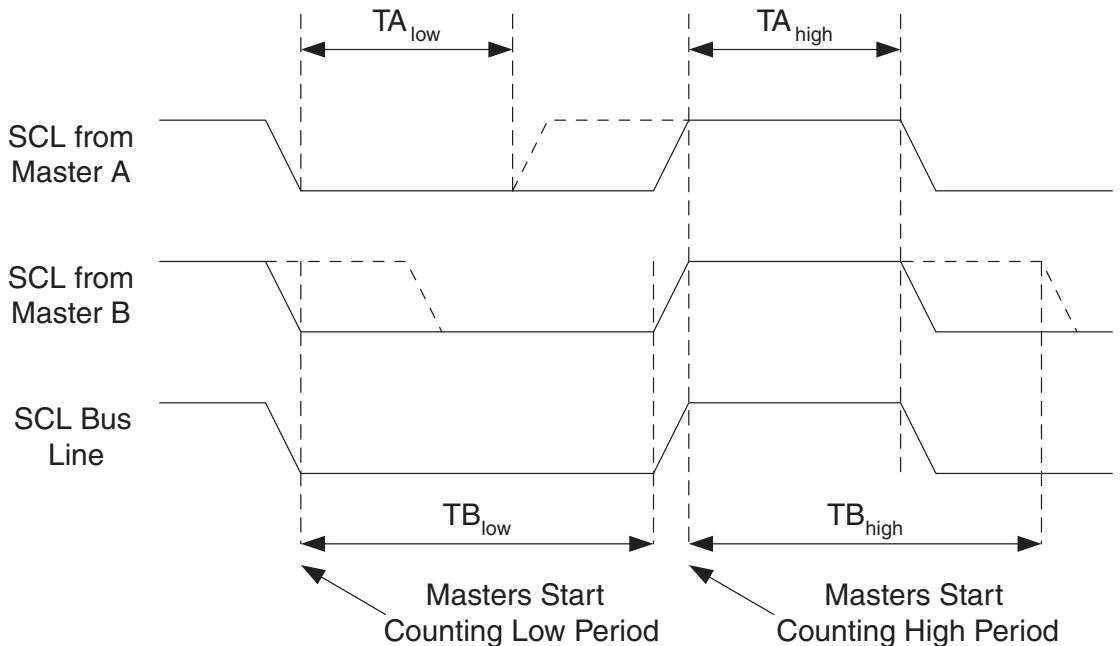 TA low
TA high
SCL from
Master A
SCL from
Master B
SCL Bus
Line
TB low
TB high
Masters Start
Counting Low Period
Masters Start
Counting High Period